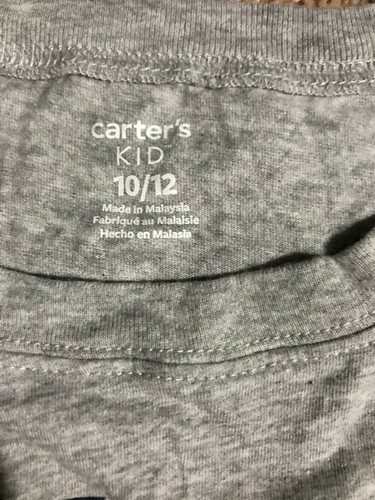 carter's
KID
10/12
Made in Malaysia
Fabriqué au Malaisie
Hecho en Malasia